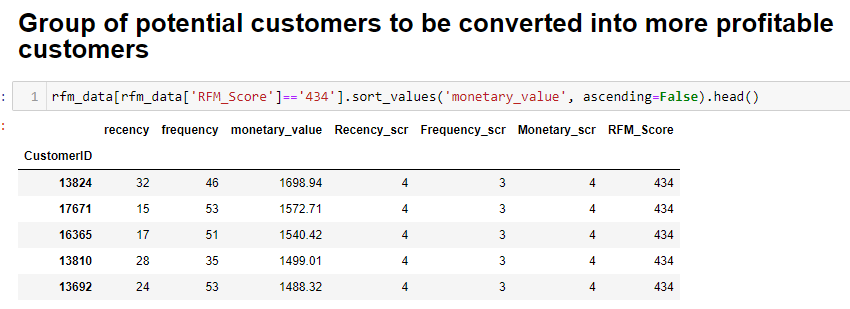 Group of potential customers to be converted into more profitable
customers
: 1 rfm_data[rfm_data['RFM_Score']=='434'].sort_values('monetary_value', ascending=False).head()
:
recency frequency monetary_value Recency_scr Frequency_scr Monetary_scr RFM_Score
CustomerID
13824 32 46 1698.94 4 3 4 434
17671 15 53 1572.71 4 3 4 434
16365 17 51 1540.42 4 3 4 434
13810 28 35 1499.01 4 3 4 434
13692 24 53 1488.32 4 3 4 434